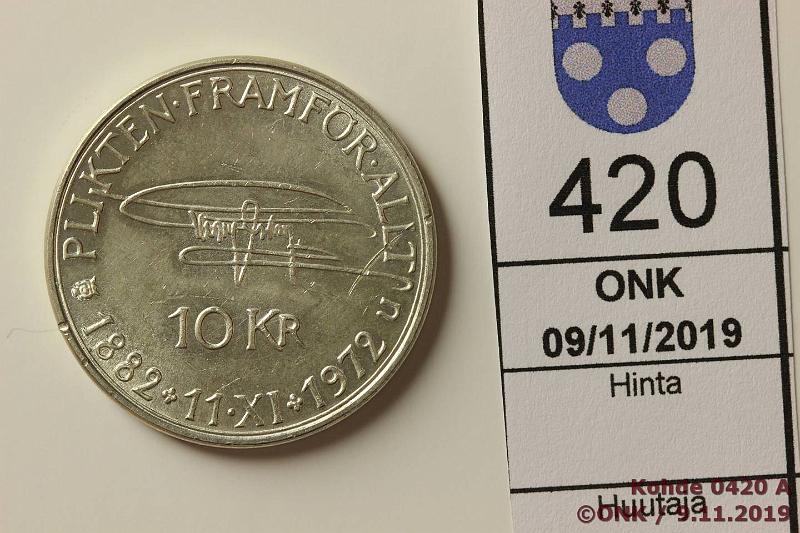 PLIKTEN·FRAMFÖR·ALLT
u
10 KR
1882 11·XI 1972
420
ONK
09/11/2019
Hinta
Huutaja
Kohde 0420 A
©ONK / 9.11.2019